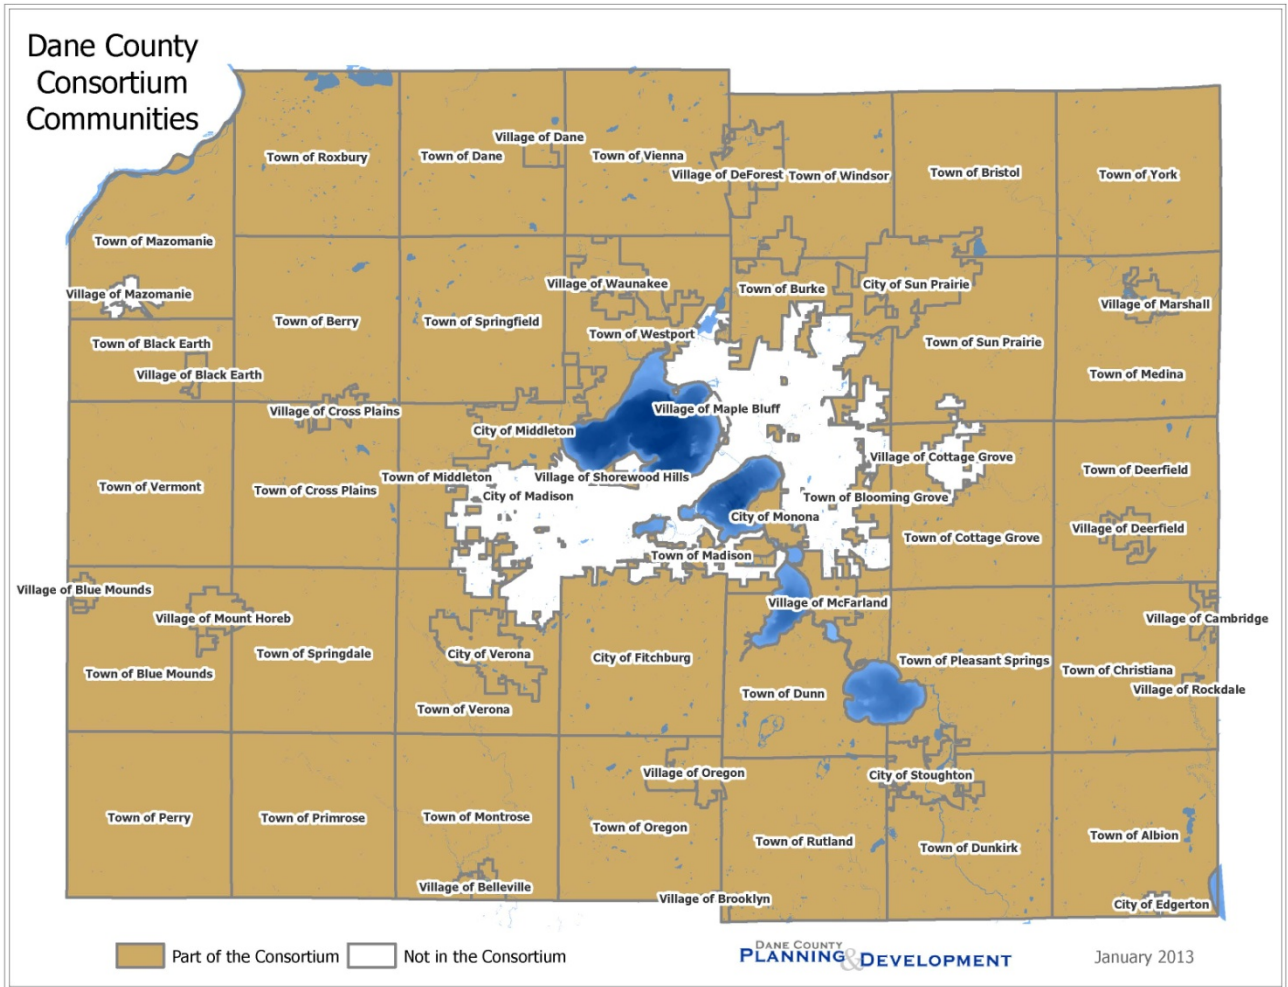 Dane County
Consortium
Communities
Village of Dane
Town of Roxbury
Town of Dane
Town of Vienna
Village of DeForest
Town of Windsor
Town of Bristol
Town of York
Town of Mazomanie
Village of Mazomanie
Village of Waunakee
Town of Burke
City of Sun Prairie
Village of Marshall
Town of Berry
Town of Springfield
Town of Westport
Town of Black Earth
Town of Sun Prairie
Village of Black Earth
Town of Medina
Village of Cross Plains
Village of Maple Bluff
City of Middleton
Village of Cottage Grove
Town of Deerfield
Town of Middleton
Village of Shorewood Hills
Town of Vermont
Town of Cross Plains
City of Madison
Town of Blooming Grove
City of Monona
Village of Deerfield
Town of Cottage Grove
Town of Madison
Village of Blue Mounds
Village of McFarland
Village of Mount Horeb
Village of Cambridge
Town of Springdale
City of Verona
City of Fitchburg
Town of Pleasant Springs
Town of Blue Mounds
Town of Christiana
Village of Rockdale
Town of Dunn
Town of Verona
Village of Oregon
City of Stoughton
Town of Perry
Town of Primrose
Town of Montrose
Town of Oregon
Town of Rutland
Town of Dunkirk
Town of Albion
Village of Belleville
Village of Brooklyn
City of Edgerton
Part of the Consortium
Not in the Consortium
DANE COUNTY
PLANNING & DEVELOPMENT
January 2013